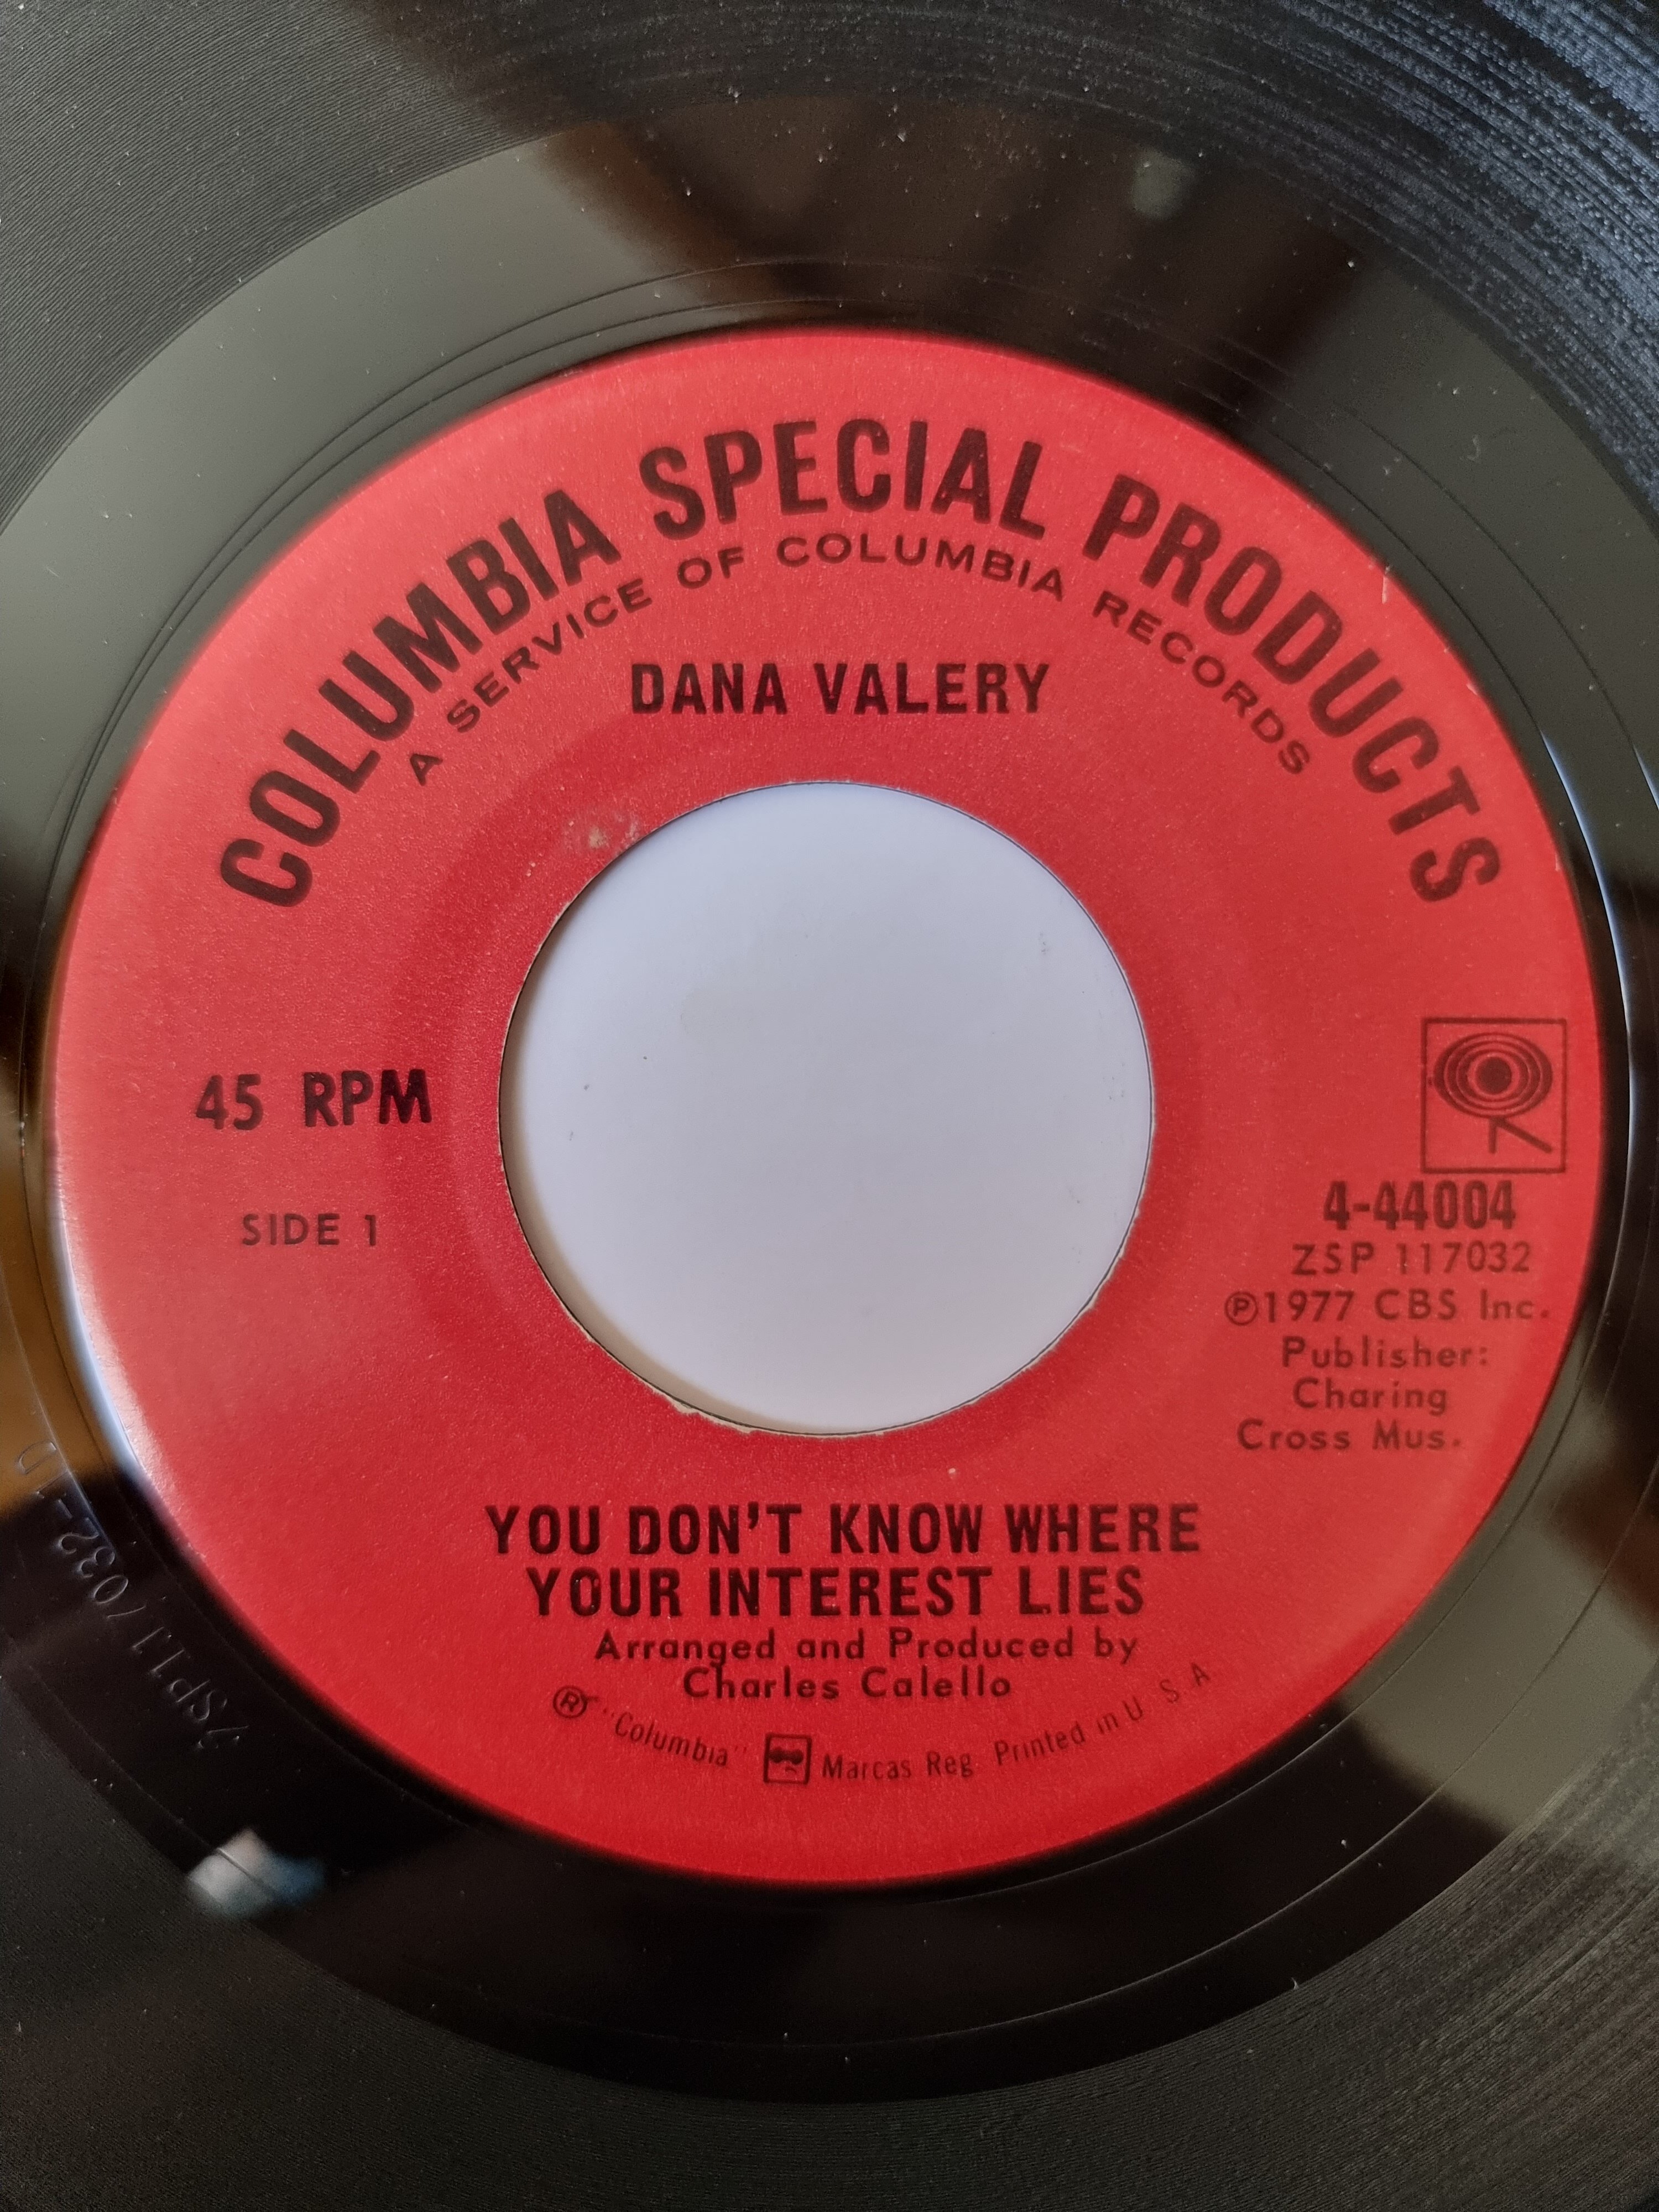 COLUMBIA SPECIAL PRODUCTS
A SERVICE OF COLUMBIA RECORDS
DANA VALERY
45 RPM
SIDE 1
4-44004
ZSP 117032
Ⓟ1977 CBS Inc.
Publisher:
Charing
Cross Mus.
YOU DON'T KNOW WHERE
YOUR INTEREST LIES
Arranged and Produced by
Charles Calello
® "Columbia" Marcas Reg. Printed in U. S. A.